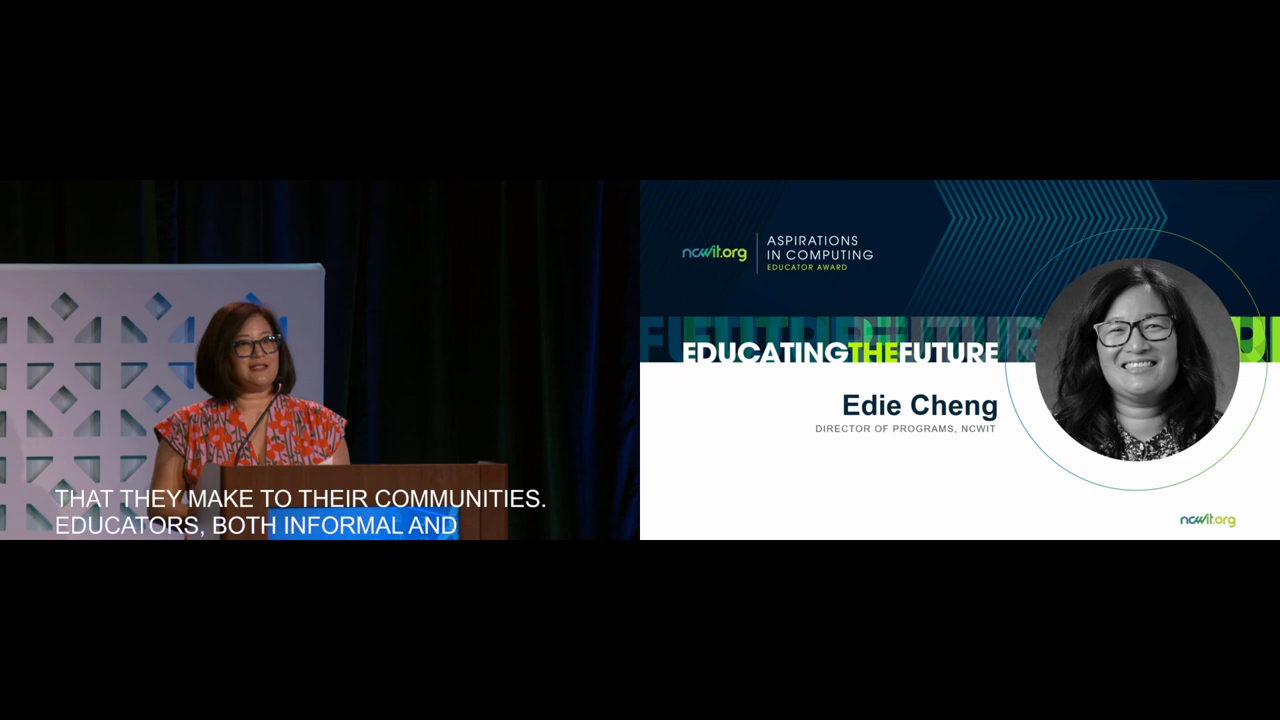 THAT THEY MAKE TO THEIR COMMUNITIES.
EDUCATORS, BOTH INFORMAL AND
ncwit.org
ASPIRATIONS
IN COMPUTING
EDUCATOR AWARD
EDUCATINGTHEFUTURE
Edie Cheng
DIRECTOR OF PROGRAMS, NCWIT
ncwit.org